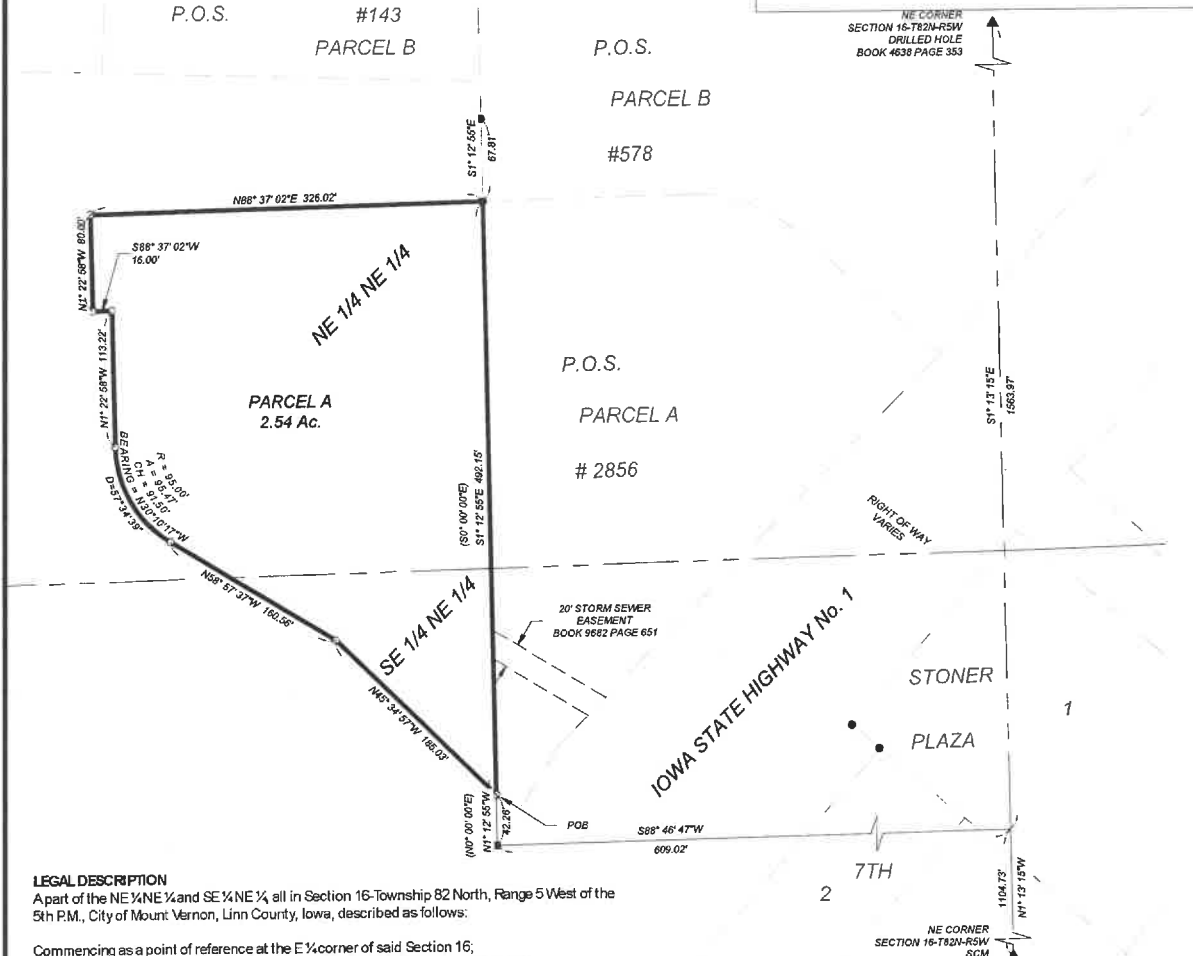 P.O.S. #143
PARCEL B
P.O.S.
PARCEL B
#578
NE CORNER
SECTION 16-T82N-R5W
DRILLED HOLE
BOOK 4638 PAGE 353
S1° 12' 55"E
67.81'
N88° 37' 02"E 326.02'
N1° 22' 58"W 80.00'
S88° 37' 02"W
16.00'
NE 1/4 NE 1/4
N1° 22' 58"W 113.22'
PARCEL A
2.54 Ac.
P.O.S.
PARCEL A
# 2856
S1° 13' 15"E
1563.97'
R = 95.00'
A = 95.47'
CH = 91.50'
BEARING = N30°10'17"W
D=57°34'39"
(S0° 00' 00"E)
S1° 12' 55"E 492.15'
RIGHT OF WAY
VARIES
N58° 57' 37"W 160.56'
SE 1/4 NE 1/4
20' STORM SEWER
EASEMENT
BOOK 9682 PAGE 651
IOWA STATE HIGHWAY No. 1
STONER
PLAZA
1
N45° 34' 57"W 185.03'
(N0° 00' 00"E)
N1° 12' 55"W
42.26'
POB
S88° 46' 47"W
609.02'
7TH
2
1104.73'
N1° 13' 15"W
NE CORNER
SECTION 16-T82N-R5W
SCM
LEGAL DESCRIPTION
A part of the NE ¼ NE ¼ and SE ¼ NE ¼, all in Section 16-Township 82 North, Range 5 West of the
5th P.M., City of Mount Vernon, Linn County, Iowa, described as follows:
Commencing as a point of reference at the E ¼ corner of said Section 16;